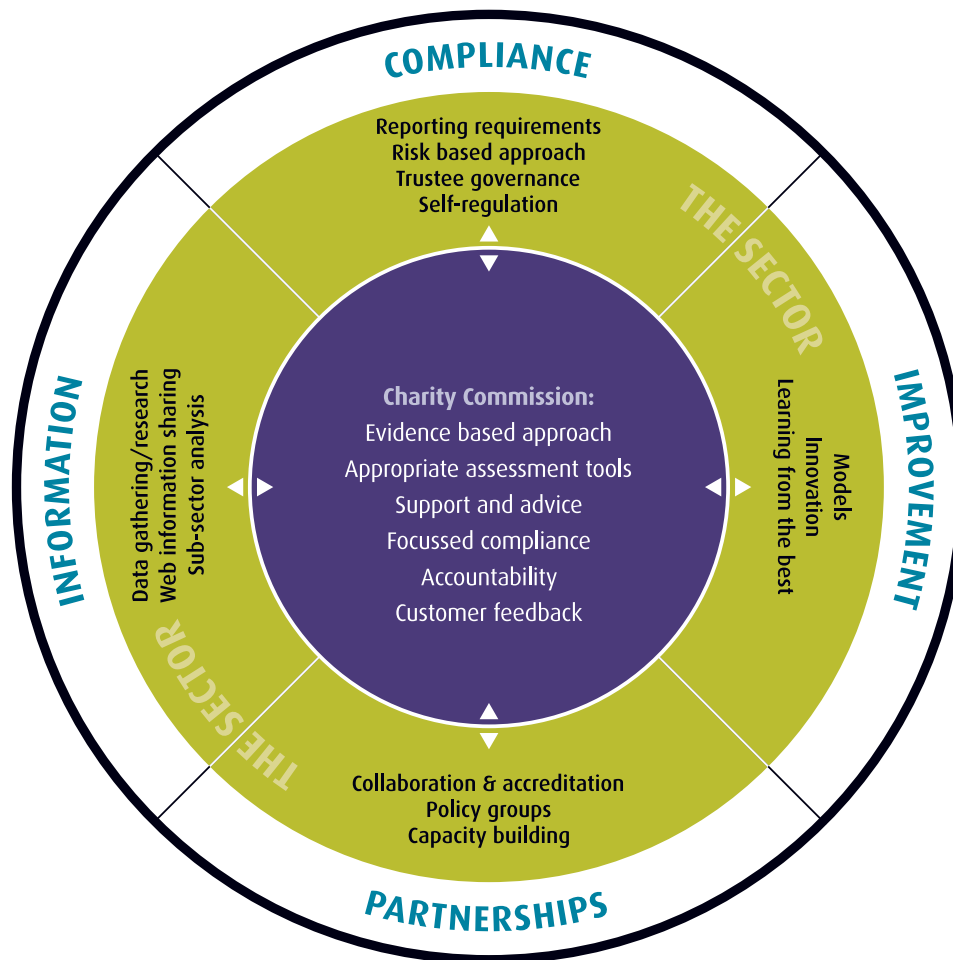 COMPLIANCE
Reporting requirements
Risk based approach
Trustee governance
Self-regulation
THE SECTOR
IMPROVEMENT
Models
Innovation
Learning from the best
Charity Commission:
Evidence based approach
Appropriate assessment tools
Support and advice
Focussed compliance
Accountability
Customer feedback
INFORMATION
Data gathering/research
Web information sharing
Sub-sector analysis
THE SECTOR
Collaboration & accreditation
Policy groups
Capacity building
PARTNERSHIPS